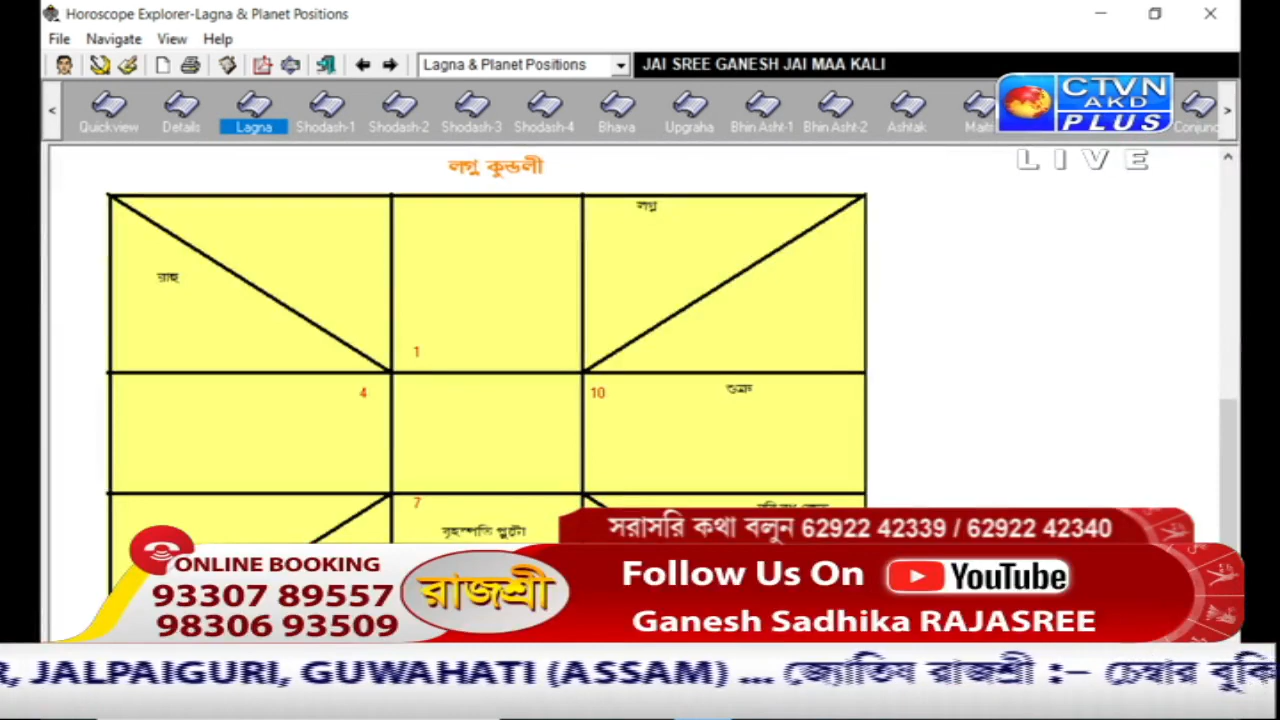 Horoscope Explorer-Lagna & Planet Positions
File Navigate View Help
Lagna & Planet Positions
JAI SREE GANESH JAI MAA KALI
< Quickview Details Lagna Shodash-1 Shodash-2 Shodash-3 Shodash-4 Bhava Upgraha Bhin Asht-1 Bhin Asht-2 Ashtak Maitri Conjunc >
CTVN
AKD
PLUS
LIVE
লগ্ন কুন্ডলী
লগ্ন
রাহু
1
4
10
শুক্র
7
বৃহস্পতি প্লুটো
সরাসরি কথা বলুন 62922 42339 / 62922 42340
ONLINE BOOKING
93307 89557
98306 93509
রাজশ্রী
Follow Us On YouTube
Ganesh Sadhika RAJASREE
R, JALPAIGURI, GUWAHATI (ASSAM) ... জ্যোতিষ রাজশ্রী :- চেম্বার বুকি